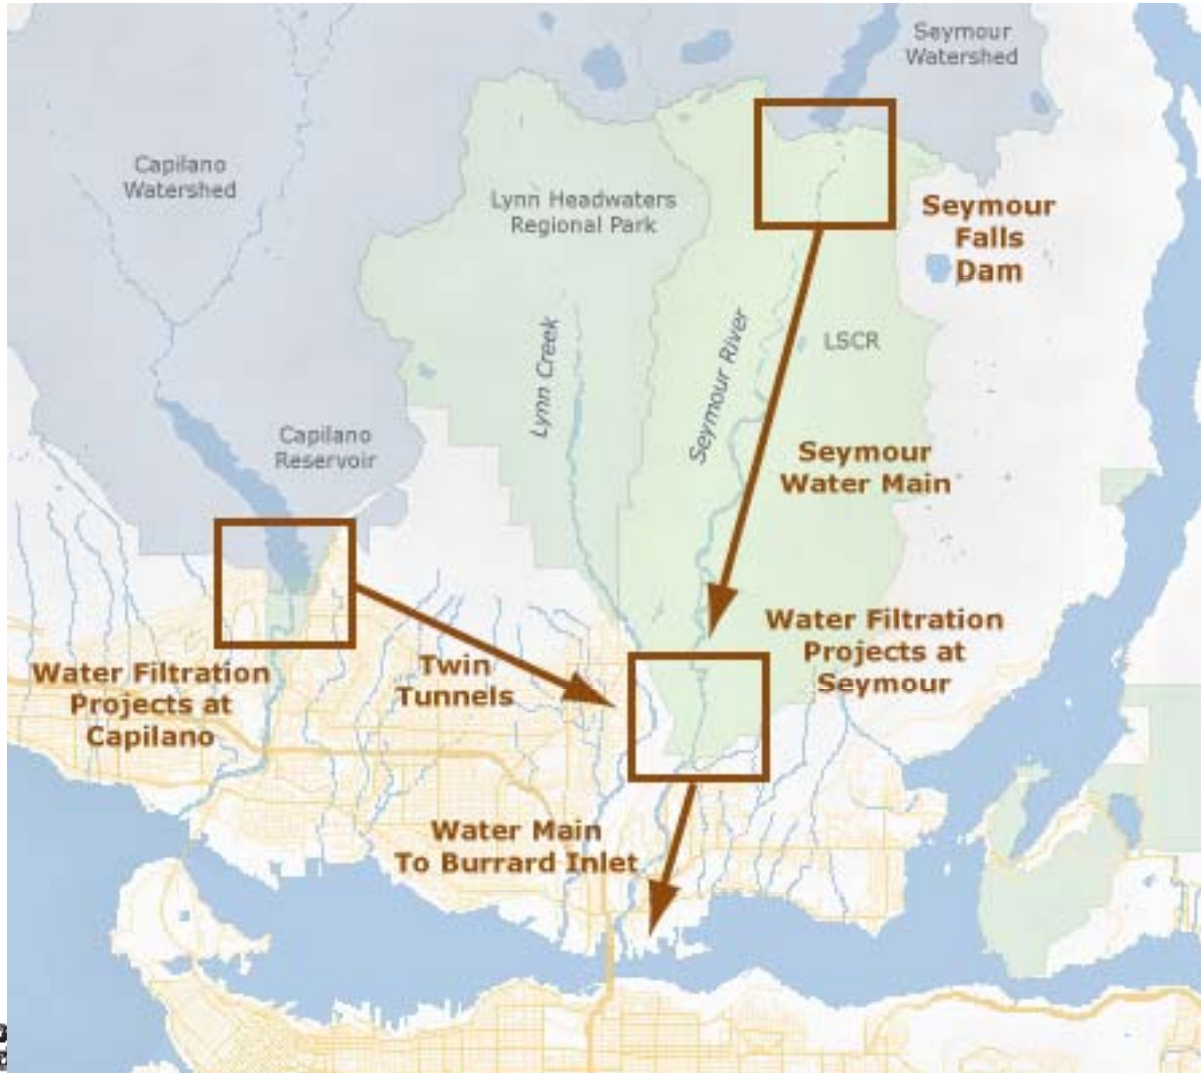 Seymour
Watershed
Capilano
Watershed
Lynn Headwaters
Regional Park
Seymour
Falls
Dam
Lynn Creek
Seymour River
LSCR
Capilano
Reservoir
Seymour
Water Main
Water Filtration
Projects at
Seymour
Twin
Tunnels
Water Filtration
Projects at
Capilano
Water Main
To Burrard Inlet